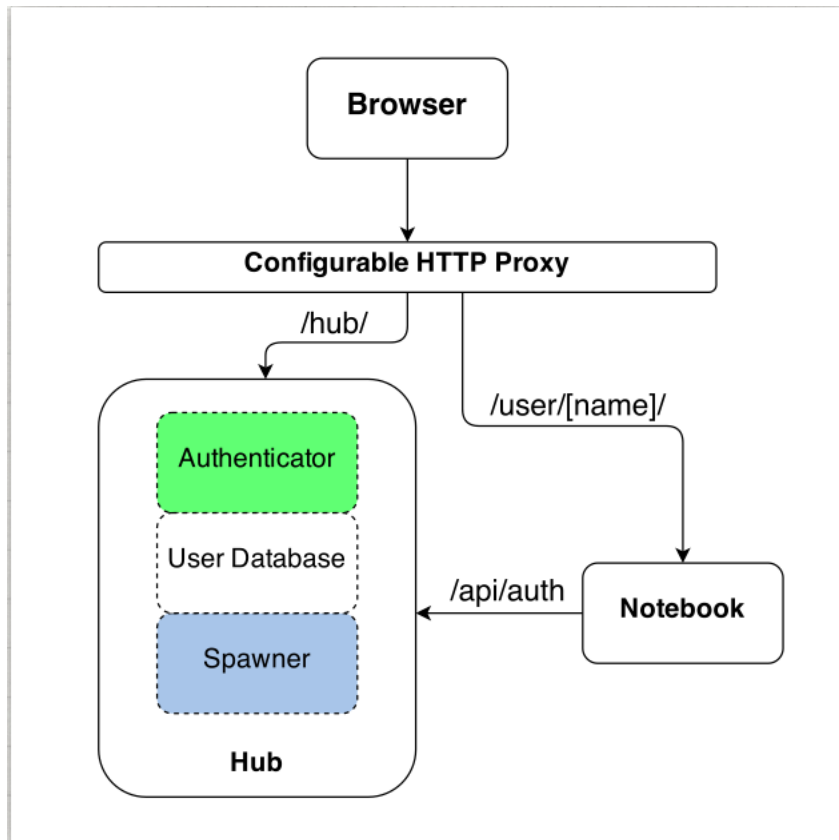 Browser
Configurable HTTP Proxy
/hub/
/user/[name]/
Authenticator
User Database
/api/auth
Notebook
Spawner
Hub